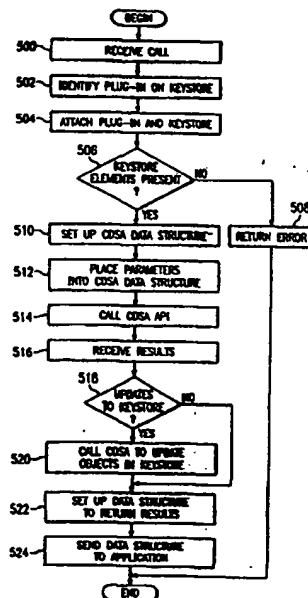 BEGIN
500
RECEIVE CALL
502
IDENTIFY PLUG-IN ON KEYSTORE
504
ATTACH PLUG-IN AND KEYSTORE
506
KEYSTORE
ELEMENTS PRESENT
?
NO
YES
508
RETURN ERROR
510
SET UP CDSA DATA STRUCTURE
512
PLACE PARAMETERS
INTO CDSA DATA STRUCTURE
514
CALL CDSA API
516
RECEIVE RESULTS
518
UPDATES
TO KEYSTORE
?
NO
YES
520
CALL CDSA TO UPDATE
OBJECTS IN KEYSTORE
522
SET UP DATA STRUCTURE
TO RETURN RESULTS
524
SEND DATA STRUCTURE
TO APPLICATION
END